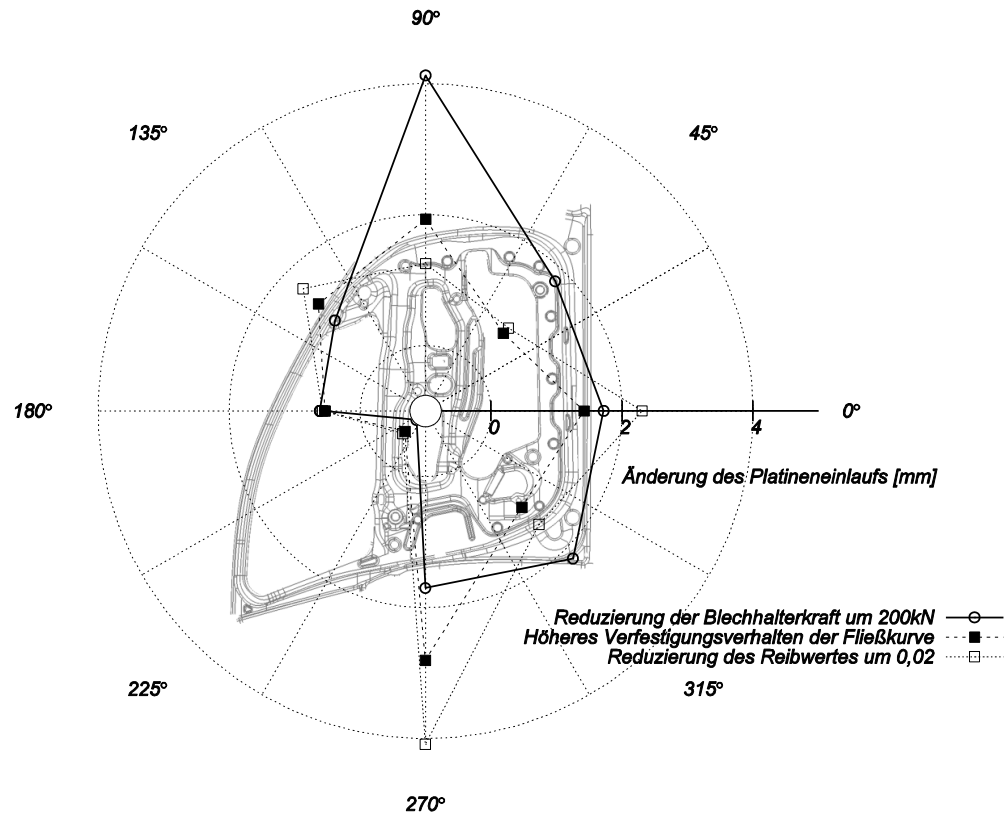 90°
135°
45°
180°
0°
0
2
4
Änderung des Platineneinlaufs [mm]
Reduzierung der Blechhalterkraft um 200kN
Höheres Verfestigungsverhalten der Fließkurve
Reduzierung des Reibwertes um 0,02
225°
315°
270°